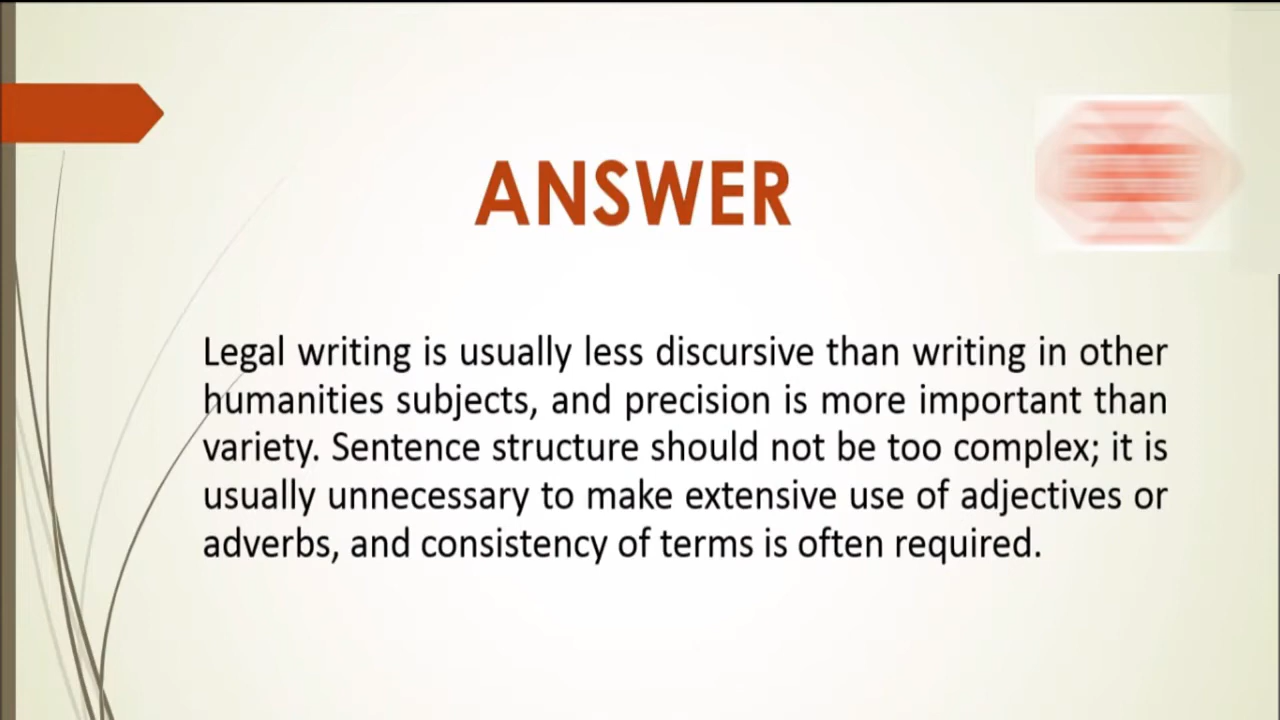 ANSWER
Legal writing is usually less discursive than writing in other
humanities subjects, and precision is more important than
variety. Sentence structure should not be too complex; it is
usually unnecessary to make extensive use of adjectives or
adverbs, and consistency of terms is often required.